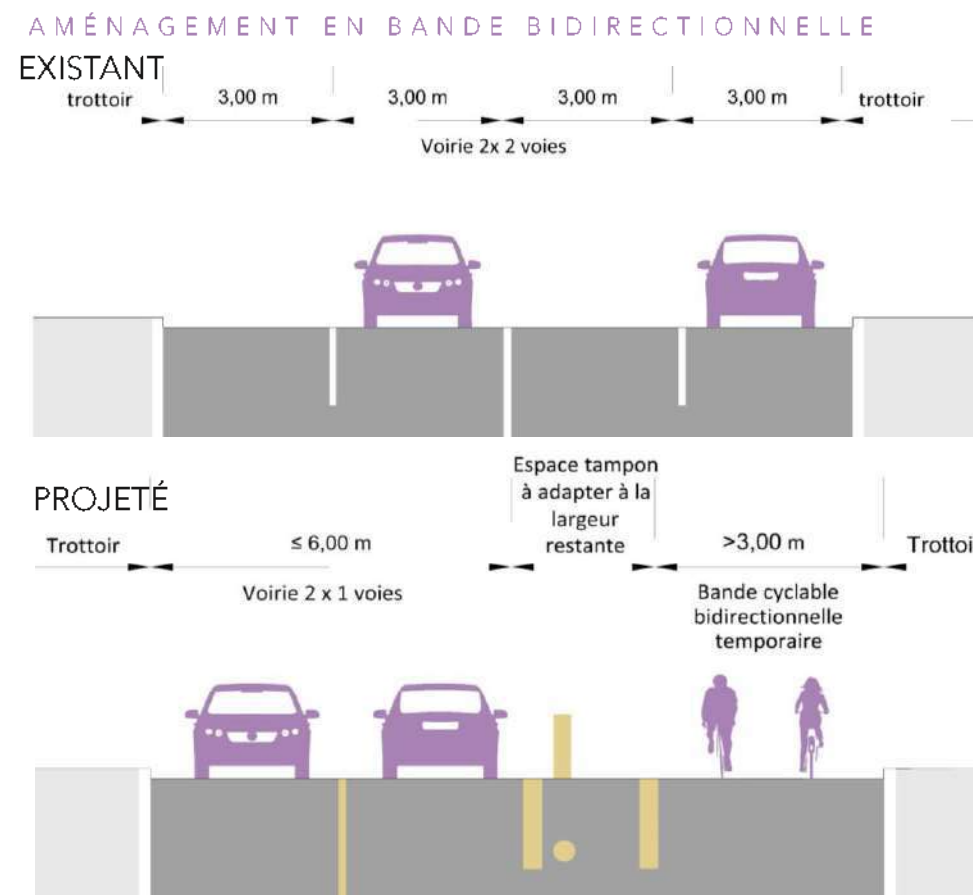 AMÉNAGEMENT EN BANDE BIDIRECTIONNELLE
EXISTANT
trottoir
3,00 m
3,00 m
3,00 m
3,00 m
trottoir
Voirie 2x 2 voies
PROJETÉ
Trottoir
≤ 6,00 m
Voirie 2 x 1 voies
Espace tampon
à adapter à la
largeur
restante
>3,00 m
Bande cyclable
bidirectionnelle
temporaire
Trottoi